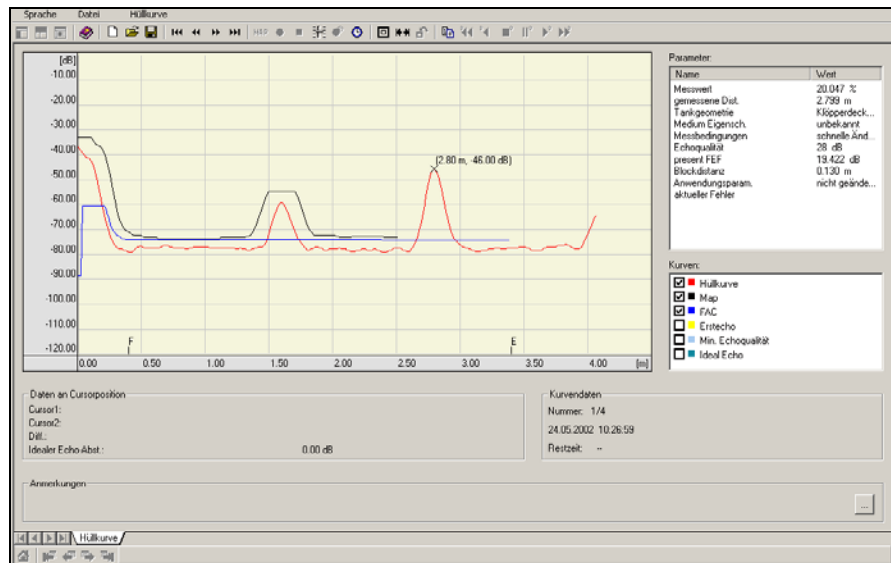 Sprache Datei Hüllkurve
[dB]
-10.00
-20.00
-30.00
-40.00
-50.00
-60.00
-70.00
-80.00
-90.00
-100.00
-110.00
-120.00
(2.80 m, -46.00 dB)
F
E
0.00 0.50 1.00 1.50 2.00 2.50 3.00 3.50 4.00 [m]
Parameter:
Name Wert
Messwert 20.047 %
gemessene Dist. 2.799 m
Tankgeometrie Klöpperdeck...
Medium Eigensch. unbekannt
Messbedingungen schnelle Änd...
Echoqualität 28 dB
present FEF 19.422 dB
Blockdistanz 0.130 m
Anwendungsparam. nicht geände...
aktueller Fehler
Kurven:
Hüllkurve
Map
FAC
Erstecho
Min. Echoqualität
Ideal Echo
Daten an Cursorposition
Cursor1:
Cursor2:
Diff.:
Idealer Echo-Abst.: 0.00 dB
Kurvendaten
Nummer: 1/4
24.05.2002 10:26:59
Restzeit: --
Anmerkungen
...
Hüllkurve